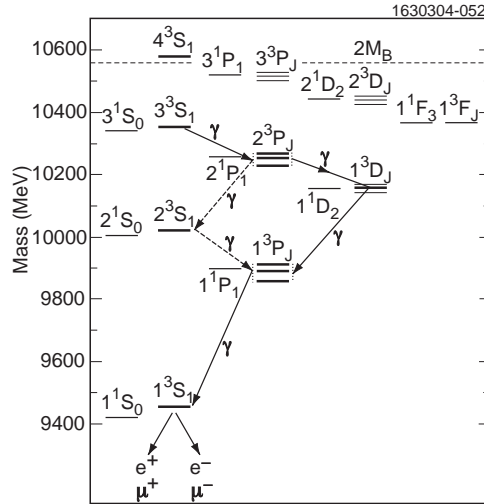 1630304-052
Mass (MeV)
10600
10400
10200
10000
9800
9600
9400
4³S₁
3¹P₁
3³P_J
2M_B
2¹D₂
2³D_J
1¹F₃
1³F_J
3¹S₀
3³S₁
γ
2³P_J
γ
1³D_J
2¹P₁
1¹D₂
γ
2¹S₀
2³S₁
γ
1³P_J
γ
1¹P₁
γ
1¹S₀
1³S₁
e⁺
e⁻
μ⁺
μ⁻